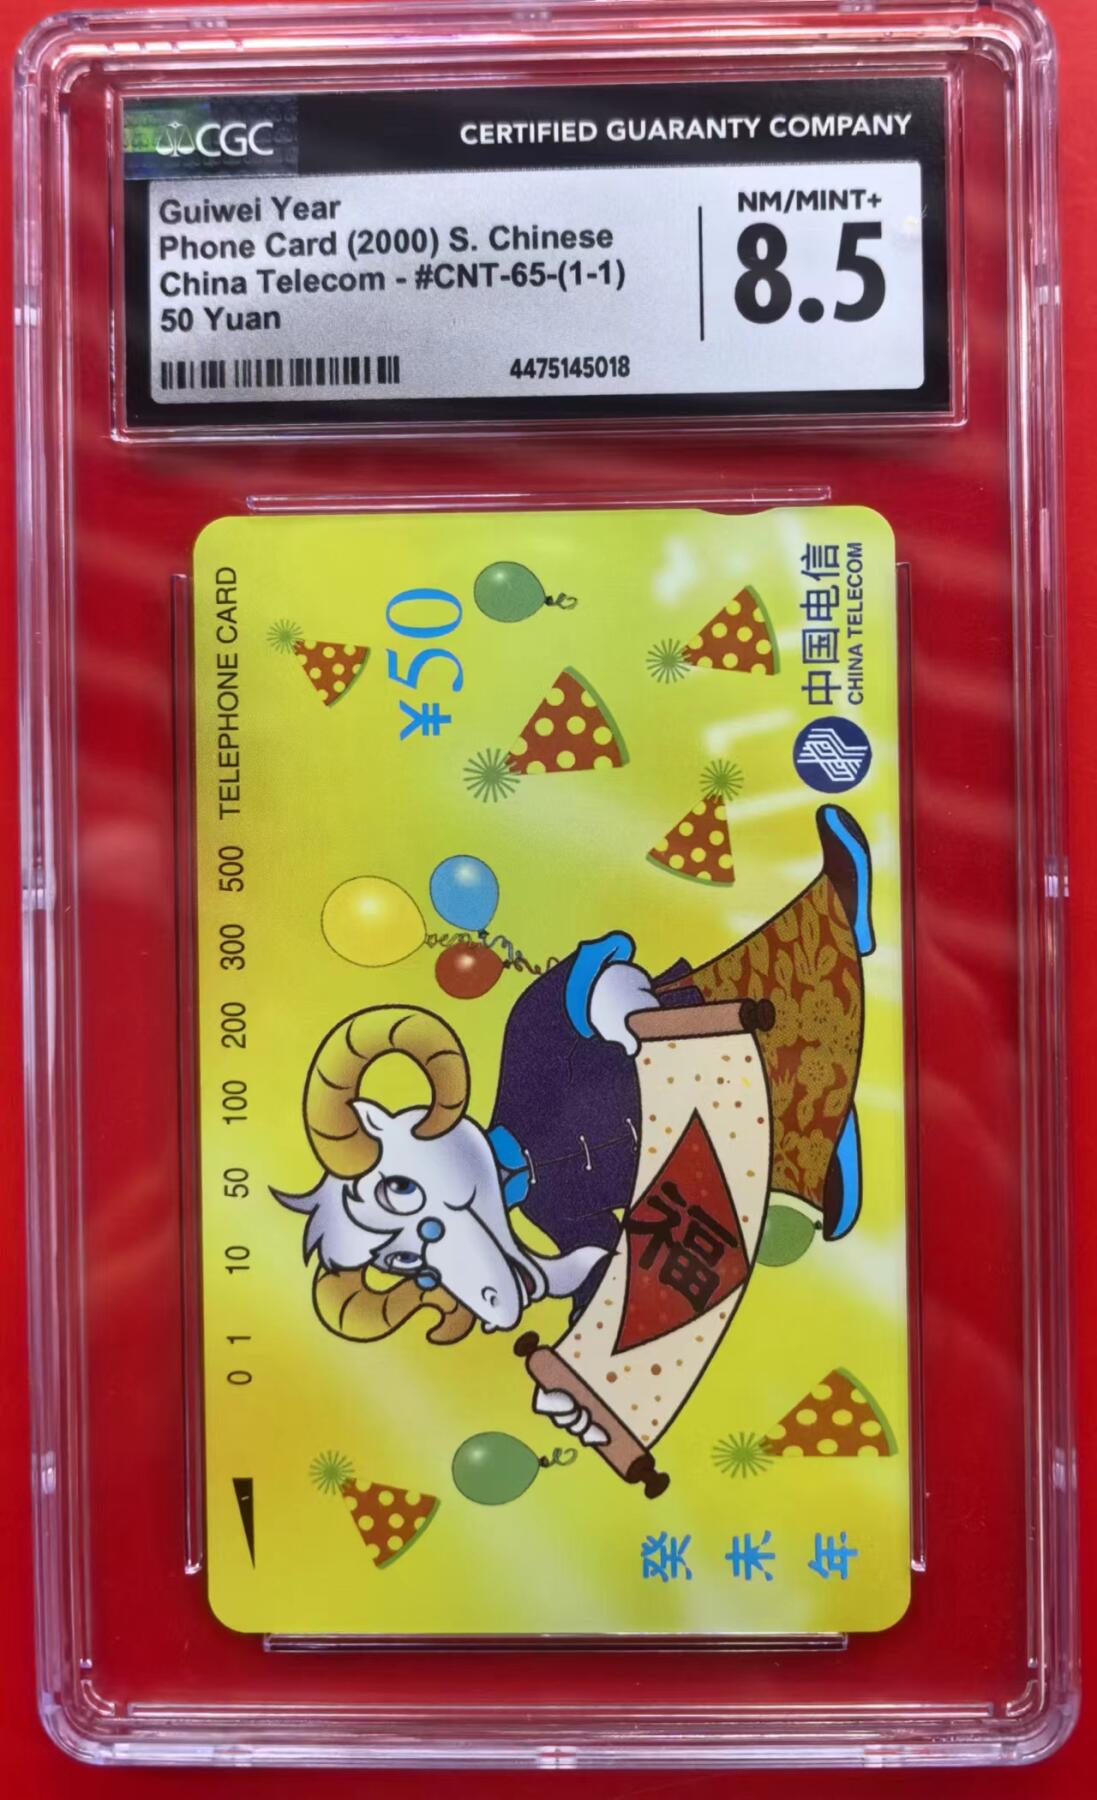 CGC
CERTIFIED GUARANTY COMPANY
Guiwei Year
Phone Card (2000) S. Chinese
China Telecom - #CNT-65-(1-1)
50 Yuan
NM/MINT+
8.5
4475145018
0 1 10 50 100 200 300 500 TELEPHONE CARD
¥50
福
癸未年
中国电信
CHINA TELECOM